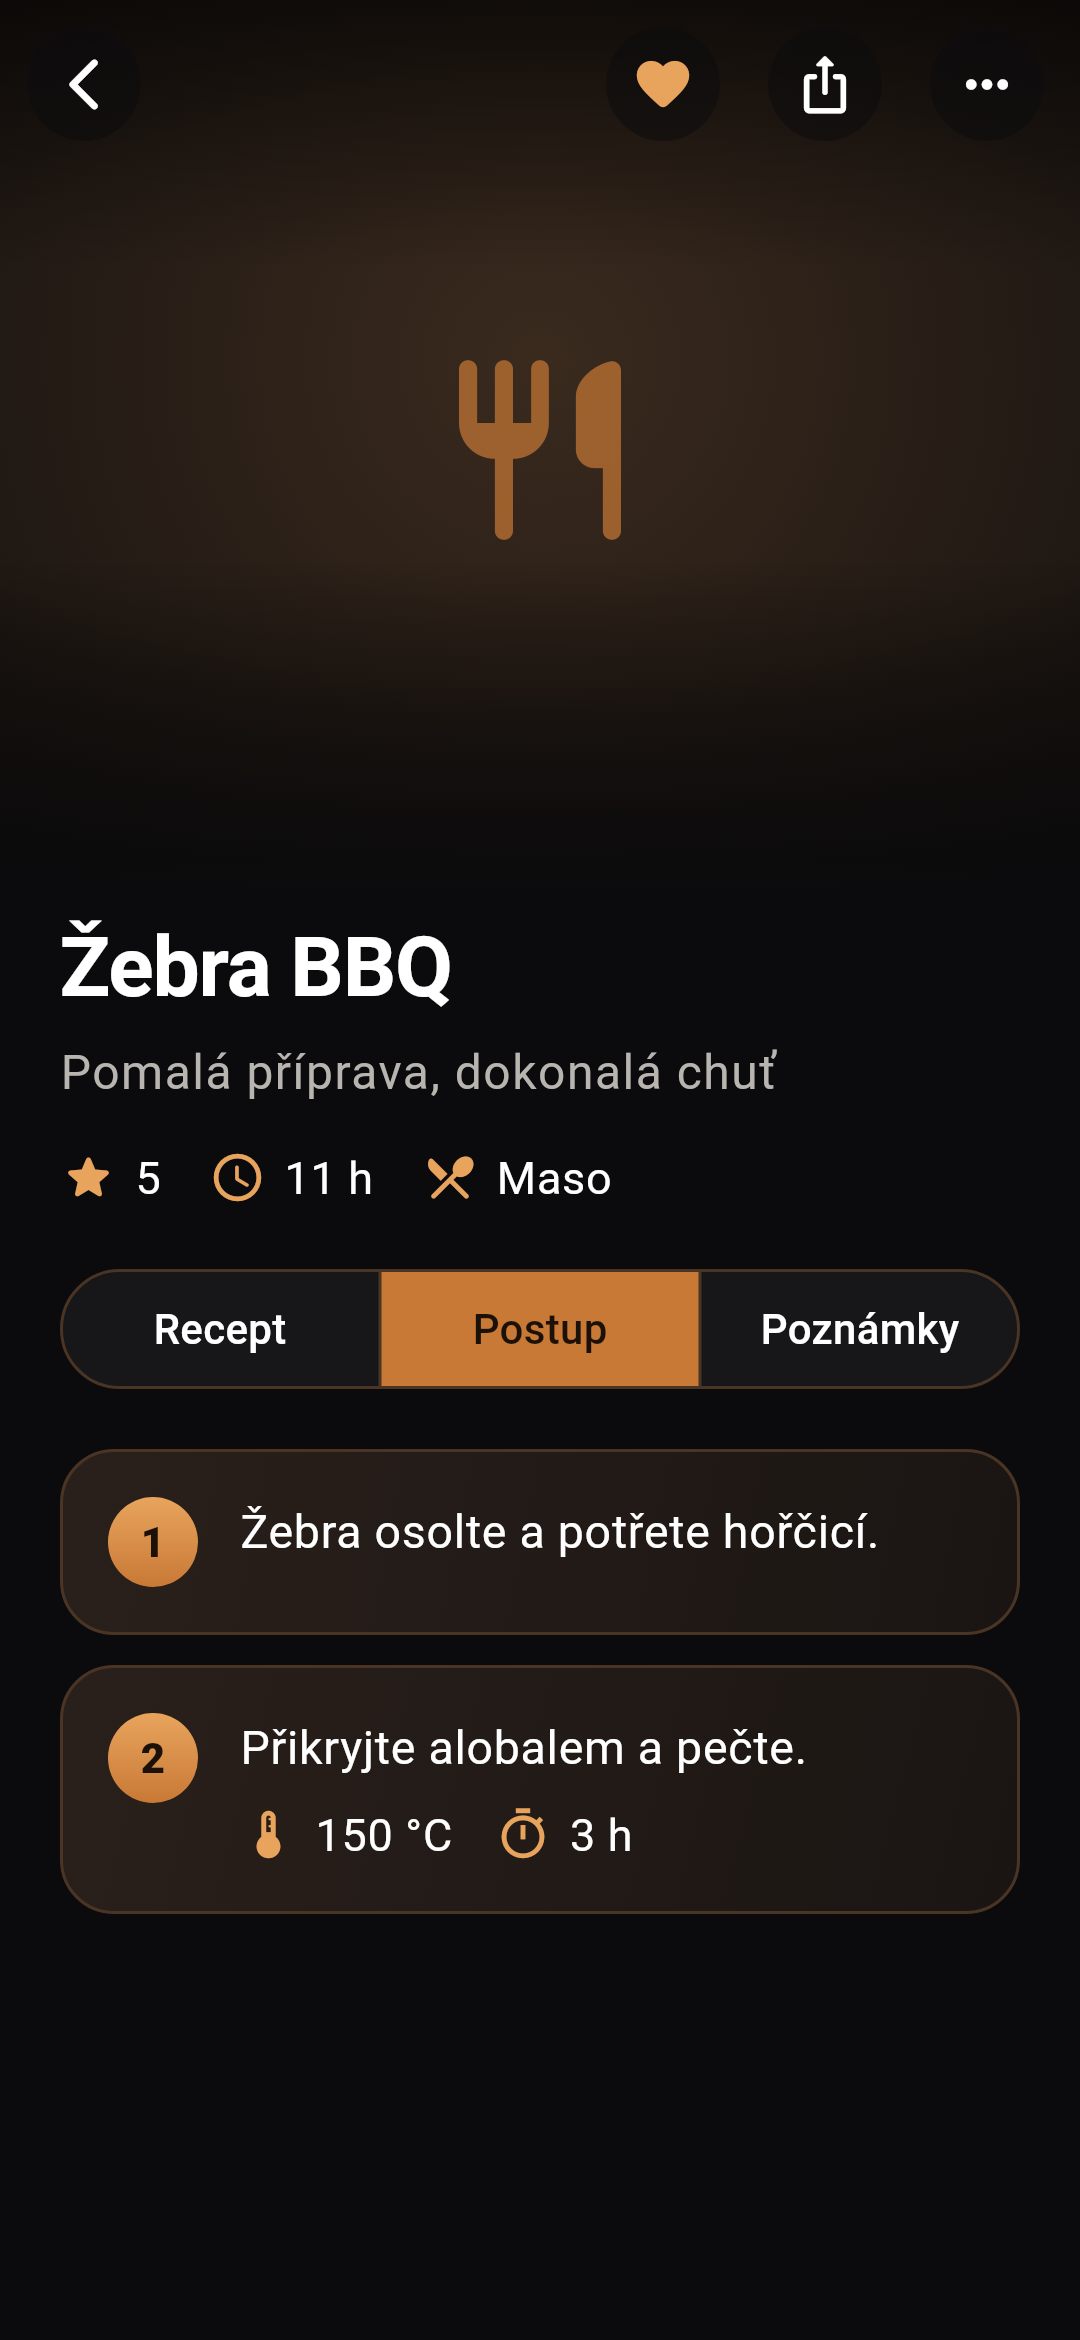 Žebra BBQ
Pomalá příprava, dokonalá chuť
5 11 h Maso
Recept Postup Poznámky
1 Žebra osolte a potřete hořčicí.
2 Přikryjte alobalem a pečte.
150 °C 3 h